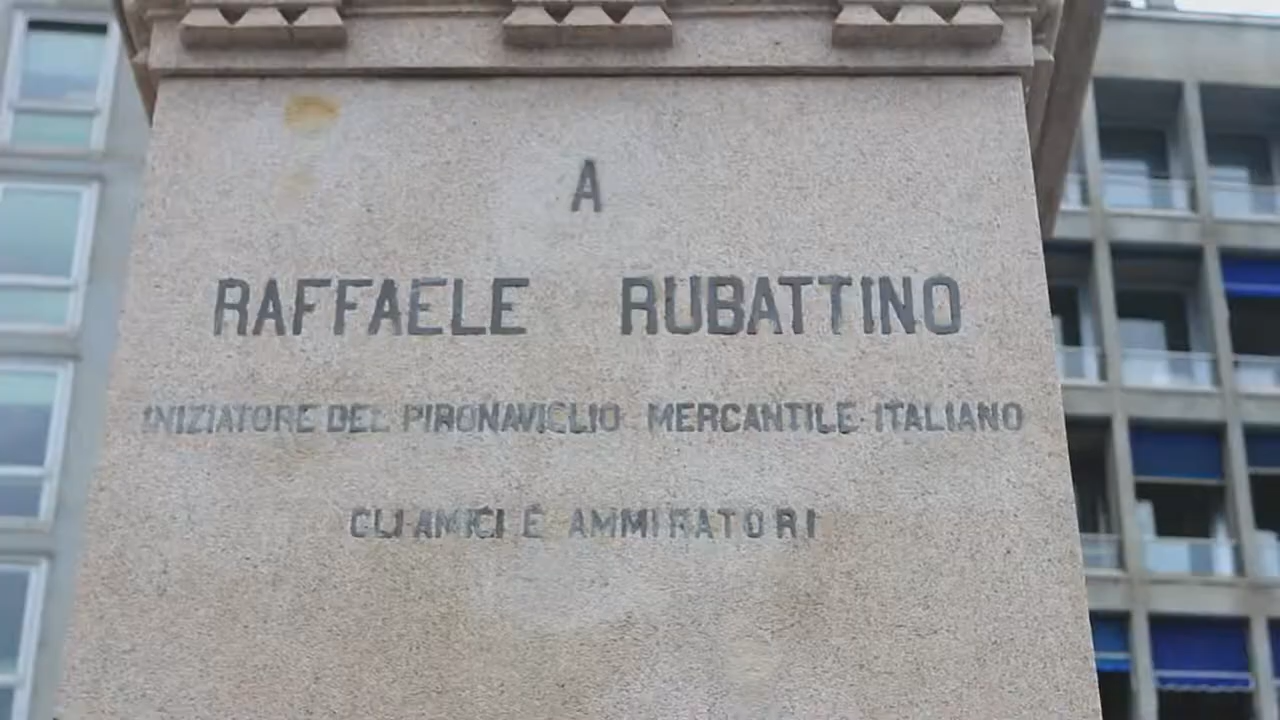 A
RAFFAELE RUBATTINO
INIZIATORE DEL PIRONAVIGLIO MERCANTILE ITALIANO
GLI AMICI E AMMIRATORI